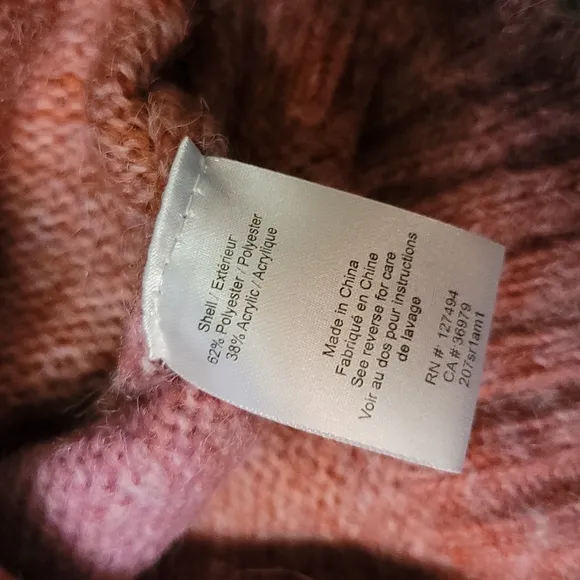 Shell / Extérieur
62% Polyester / Polyester
38% Acrylic / Acrylique
Made in China
Fabriqué en Chine
See reverse for care
Voir au dos pour instructions
de lavage
RN #: 127494
CA # 36979
207sr1am1